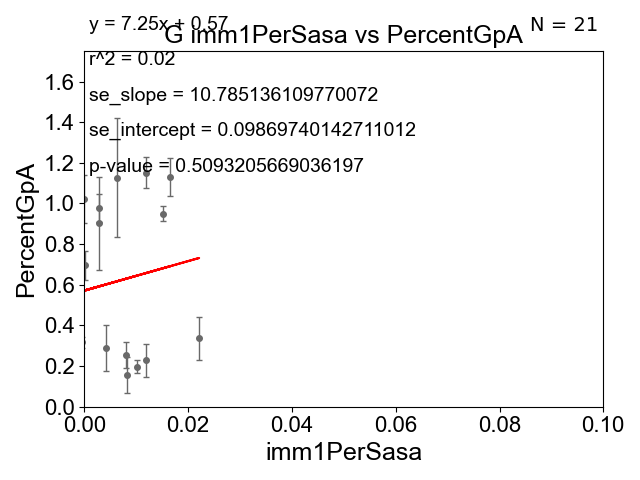 y = 7.25x + 0.57
N = 21
G imm1PerSasa vs PercentGpA
r^2 = 0.02
se_slope = 10.785136109770072
se_intercept = 0.09869740142711012
p-value = 0.5093205669036197
PercentGpA
1.6
1.4
1.2
1.0
0.8
0.6
0.4
0.2
0.0
0.00 0.02 0.04 0.06 0.08 0.10
imm1PerSasa